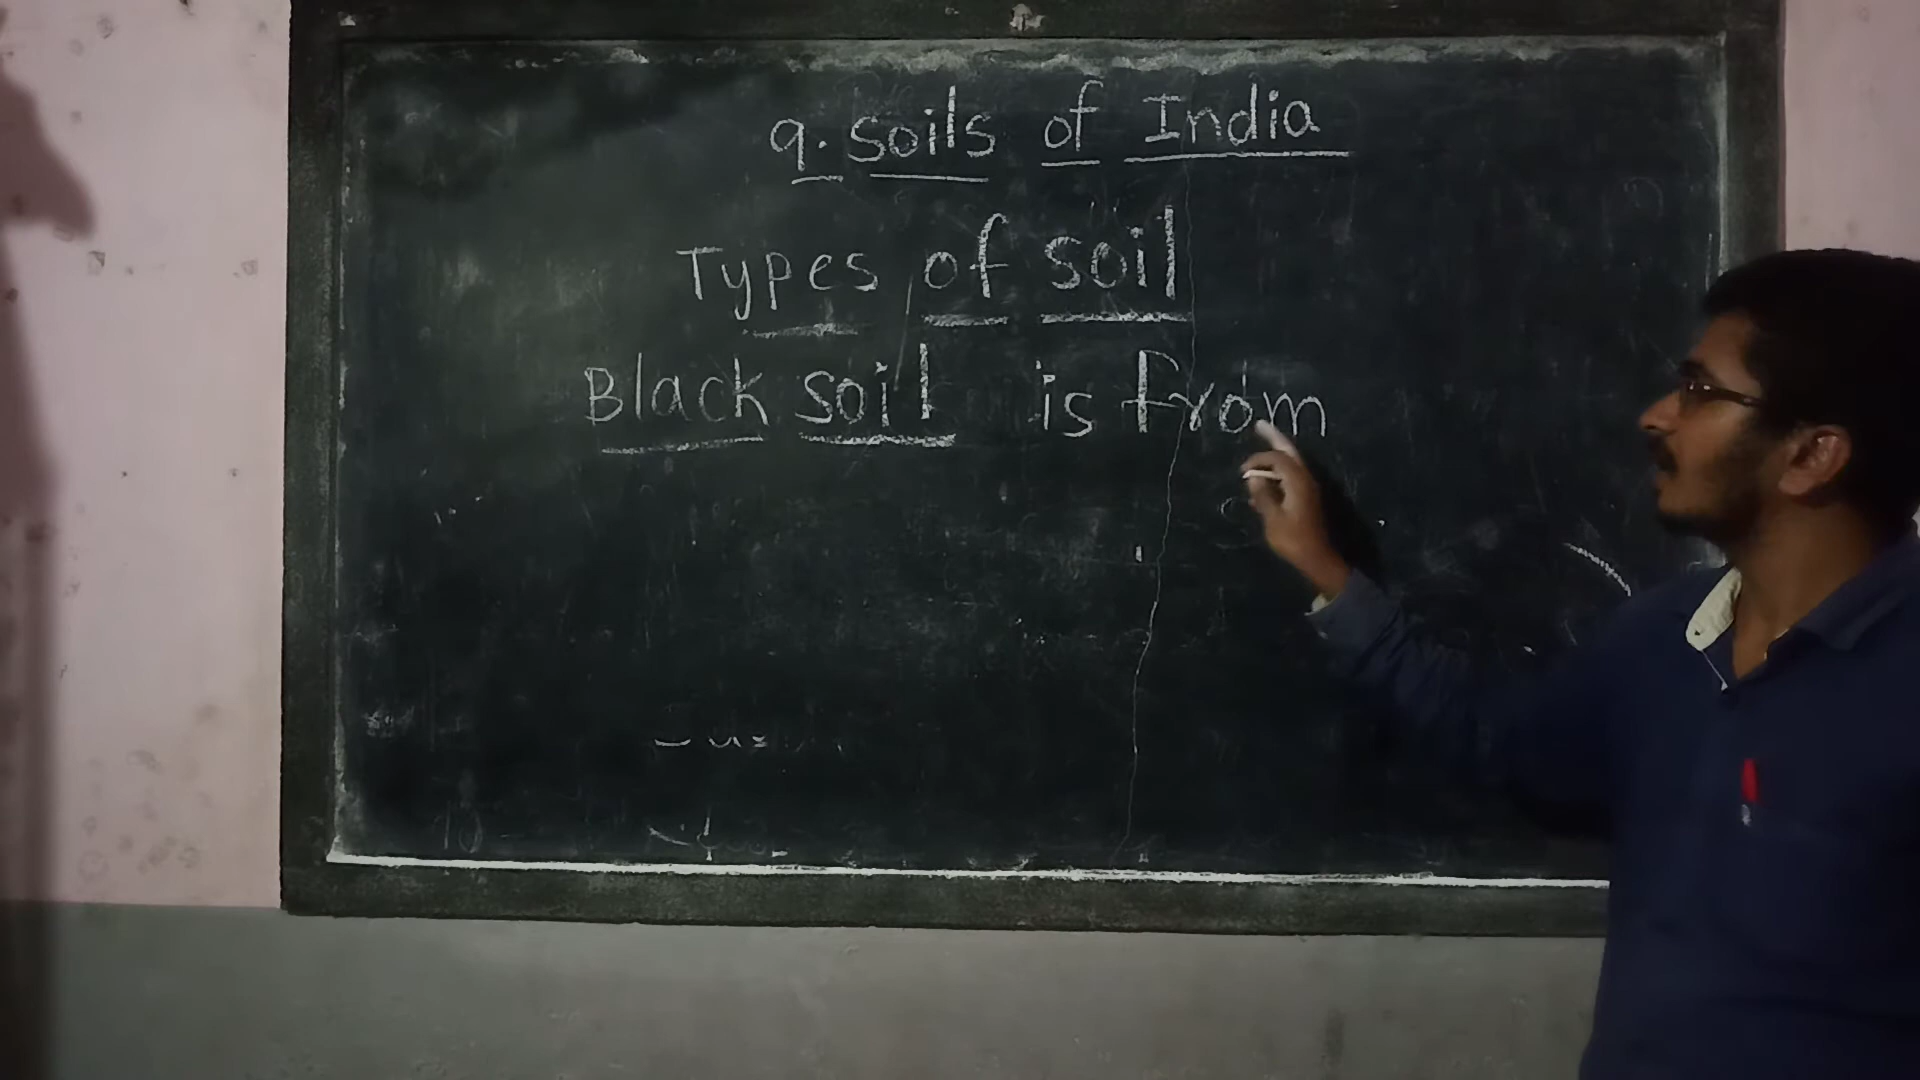 9. Soils of India
Types of soil
Black soil is from